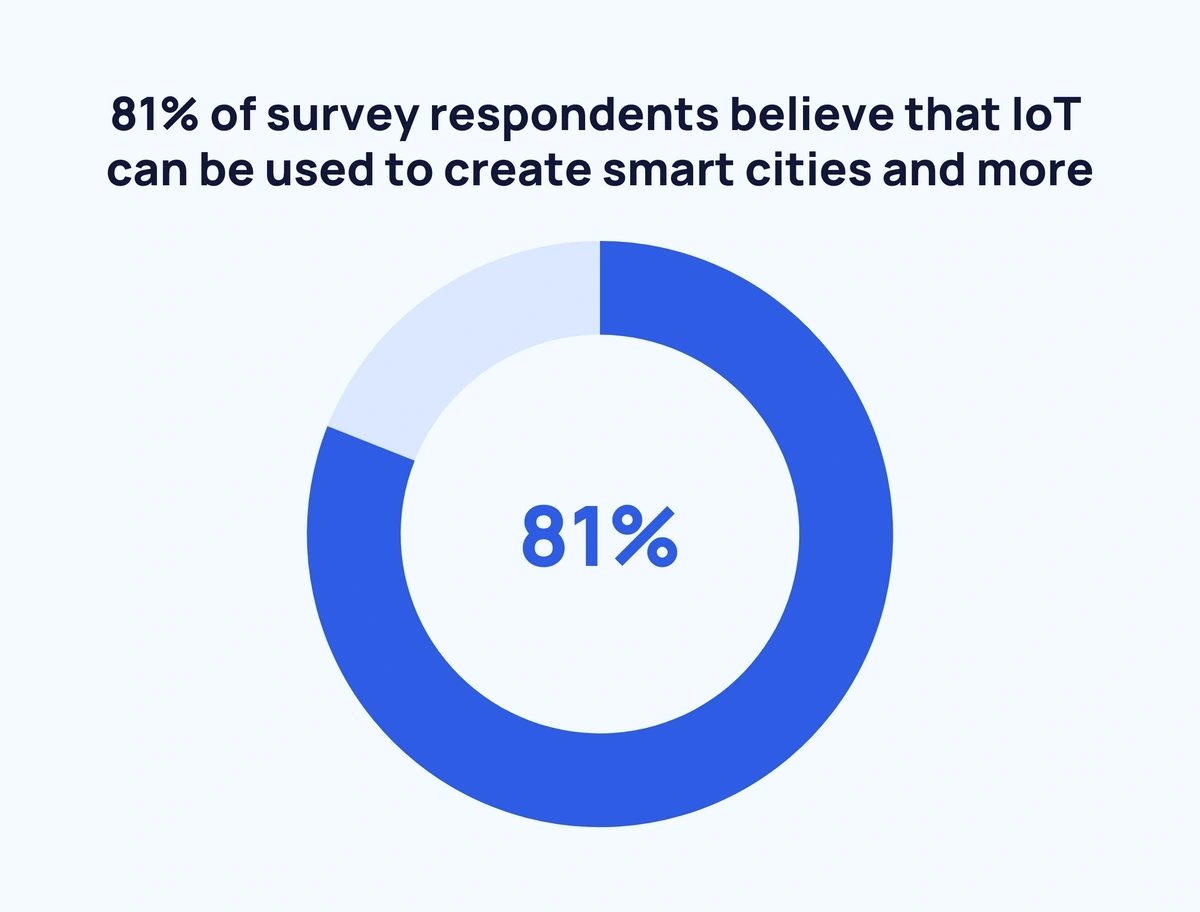 81% of survey respondents believe that IoT
can be used to create smart cities and more
81%